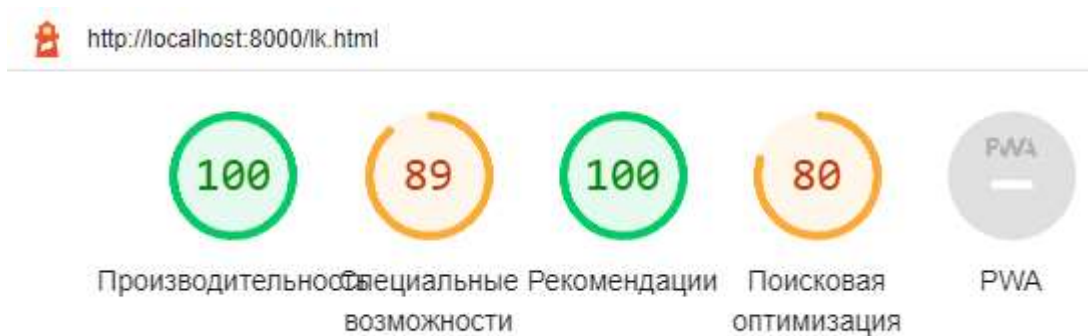 http://localhost:8000/lk.html
100 89 100 80 PWA
Производительность Специальные Рекомендации Поисковая PWA
возможности оптимизация